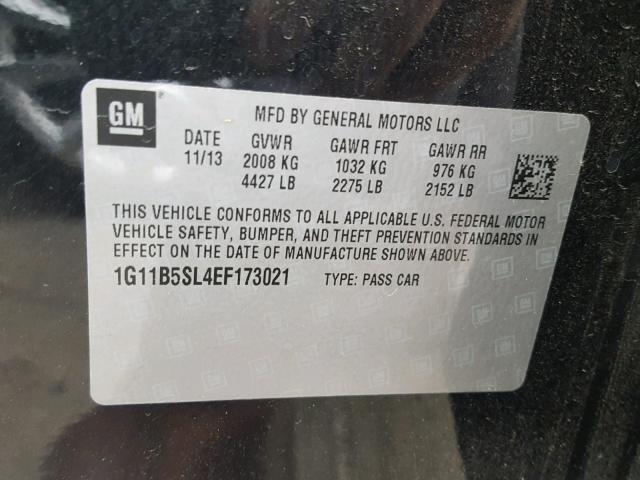 GM
MFD BY GENERAL MOTORS LLC
DATE GVWR GAWR FRT GAWR RR
11/13 2008 KG 1032 KG 976 KG
4427 LB 2275 LB 2152 LB
THIS VEHICLE CONFORMS TO ALL APPLICABLE U.S. FEDERAL MOTOR
VEHICLE SAFETY, BUMPER, AND THEFT PREVENTION STANDARDS IN
EFFECT ON THE DATE OF MANUFACTURE SHOWN ABOVE.
1G11B5SL4EF173021 TYPE: PASS CAR